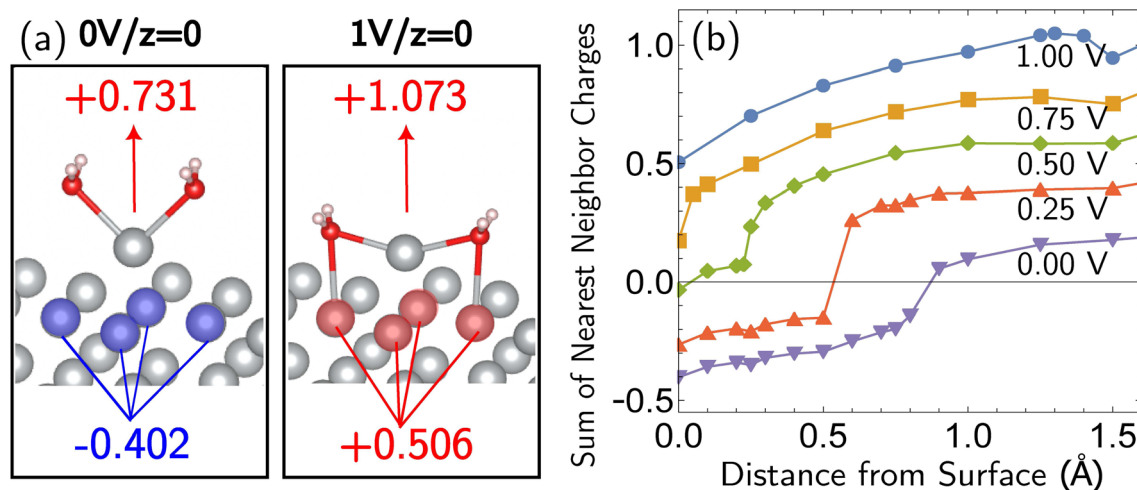 (a) 0V/z=0
1V/z=0
+0.731
-0.402
+1.073
+0.506
(b)
Sum of Nearest Neighbor Charges
1.0
0.5
0.0
-0.5
1.00 V
0.75 V
0.50 V
0.25 V
0.00 V
0.0 0.5 1.0 1.5
Distance from Surface (Å)